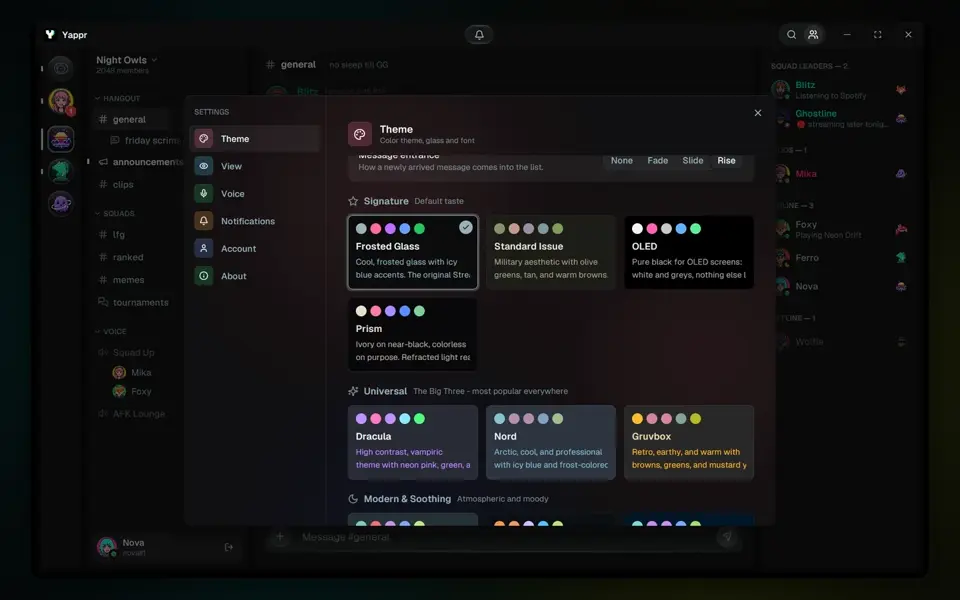 Yappr
Night Owls
2049 members
HANGOUT
# general
friday scrims
announcements
# clips
SQUADS
# lfg
# ranked
# memes
tournaments
VOICE
Squad Up
Mika
Foxy
AFK Lounge
Nova
# general
no sleep till GG
Blitz
SETTINGS
Theme
View
Voice
Notifications
Account
About
Theme
Color theme, glass and font
Message entrance
How a newly arrived message comes into the list.
None
Fade
Slide
Rise
Signature
Default taste
Frosted Glass
Cool, frosted glass with icy
blue accents. The original Strea
Standard Issue
Military aesthetic with olive
greens, tan, and warm browns
OLED
Pure black for OLED screens:
white and greys, nothing else
Prism
Ivory on near-black, colorless
on purpose. Refracted light
Universal
The Big Three - most popular everywhere
Dracula
High contrast, vampiric
theme with neon pink, green, a
Nord
Arctic, cool, and professional
with icy blue and frost-colored
Gruvbox
Retro, earthy, and warm with
browns, greens, and mustard y
Modern & Soothing
Atmospheric and moody
Message #general
SQUAD LEADERS — 2
Blitz
Listening to Spotify
Ghostline
streaming later
Mika
Foxy
Playing Neon Drift
Ferro
Nova
Wolfie